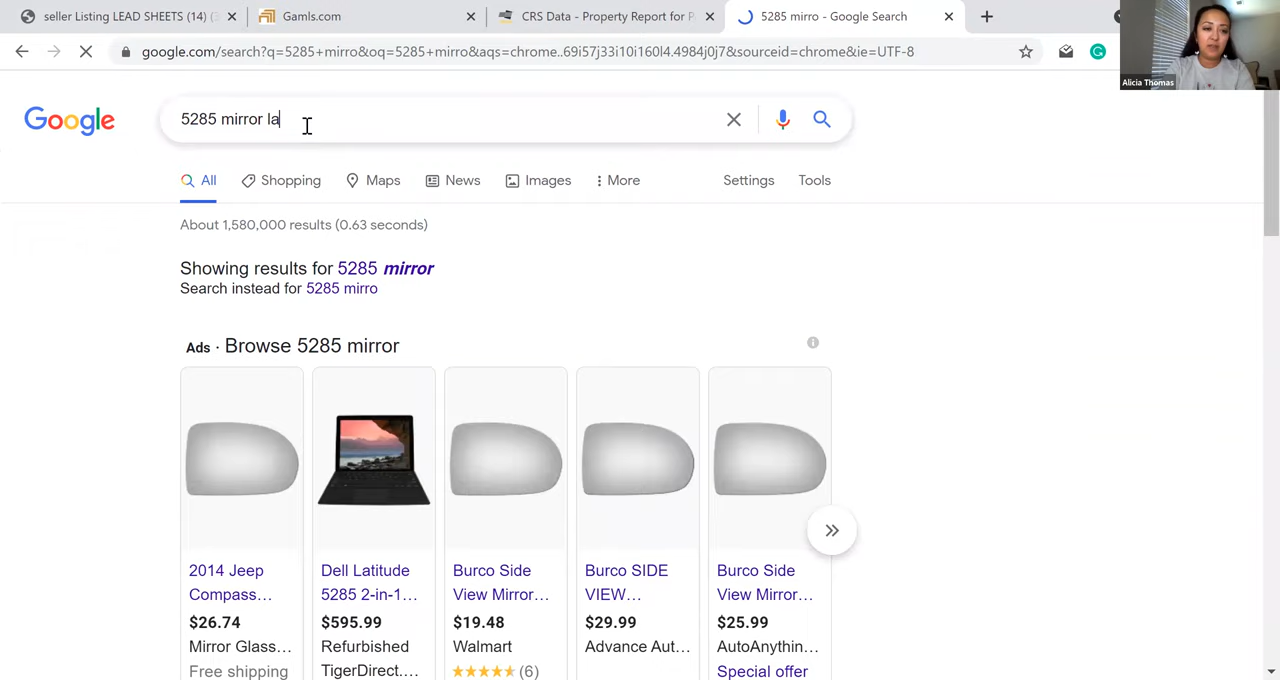 seller Listing LEAD SHEETS (14) (
Gamls.com
CRS Data - Property Report for P
5285 mirro - Google Search
google.com/search?q=5285+mirro&oq=5285+mirro&aqs=chrome..69i57j33i10i160l4.4984j0j7&sourceid=chrome&ie=UTF-8
Alicia Thomas
Google
5285 mirror la
All
Shopping
Maps
News
Images
More
Settings
Tools
About 1,580,000 results (0.63 seconds)
Showing results for 5285 mirror
Search instead for 5285 mirro
Ads · Browse 5285 mirror
2014 Jeep
Compass...
$26.74
Mirror Glass...
Free shipping
Dell Latitude
5285 2-in-1...
$595.99
Refurbished
TigerDirect....
Burco Side
View Mirror...
$19.48
Walmart
(6)
Burco SIDE
VIEW...
$29.99
Advance Aut...
Burco Side
View Mirror...
$25.99
AutoAnythin...
Special offer